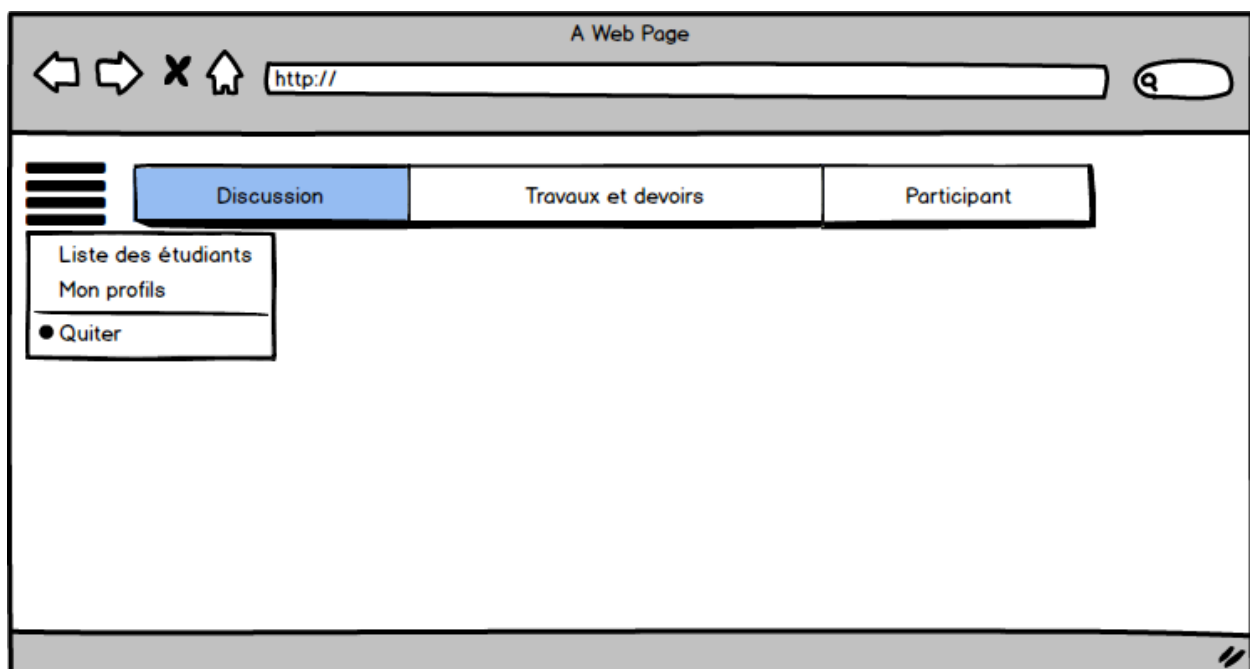 A Web Page
http://
Discussion
Travaux et devoirs
Participant
Liste des étudiants
Mon profils
Quiter